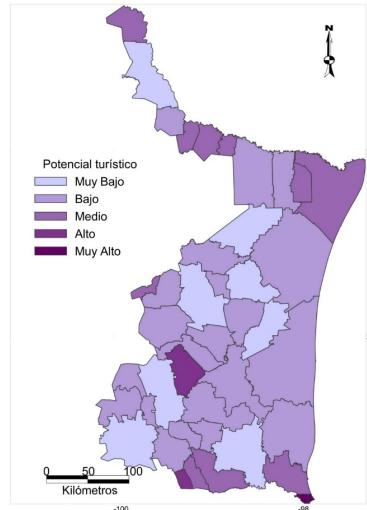 N
Potencial turístico
Muy Bajo
Bajo
Medio
Alto
Muy Alto
0 50 100
Kilómetros
-100 -98